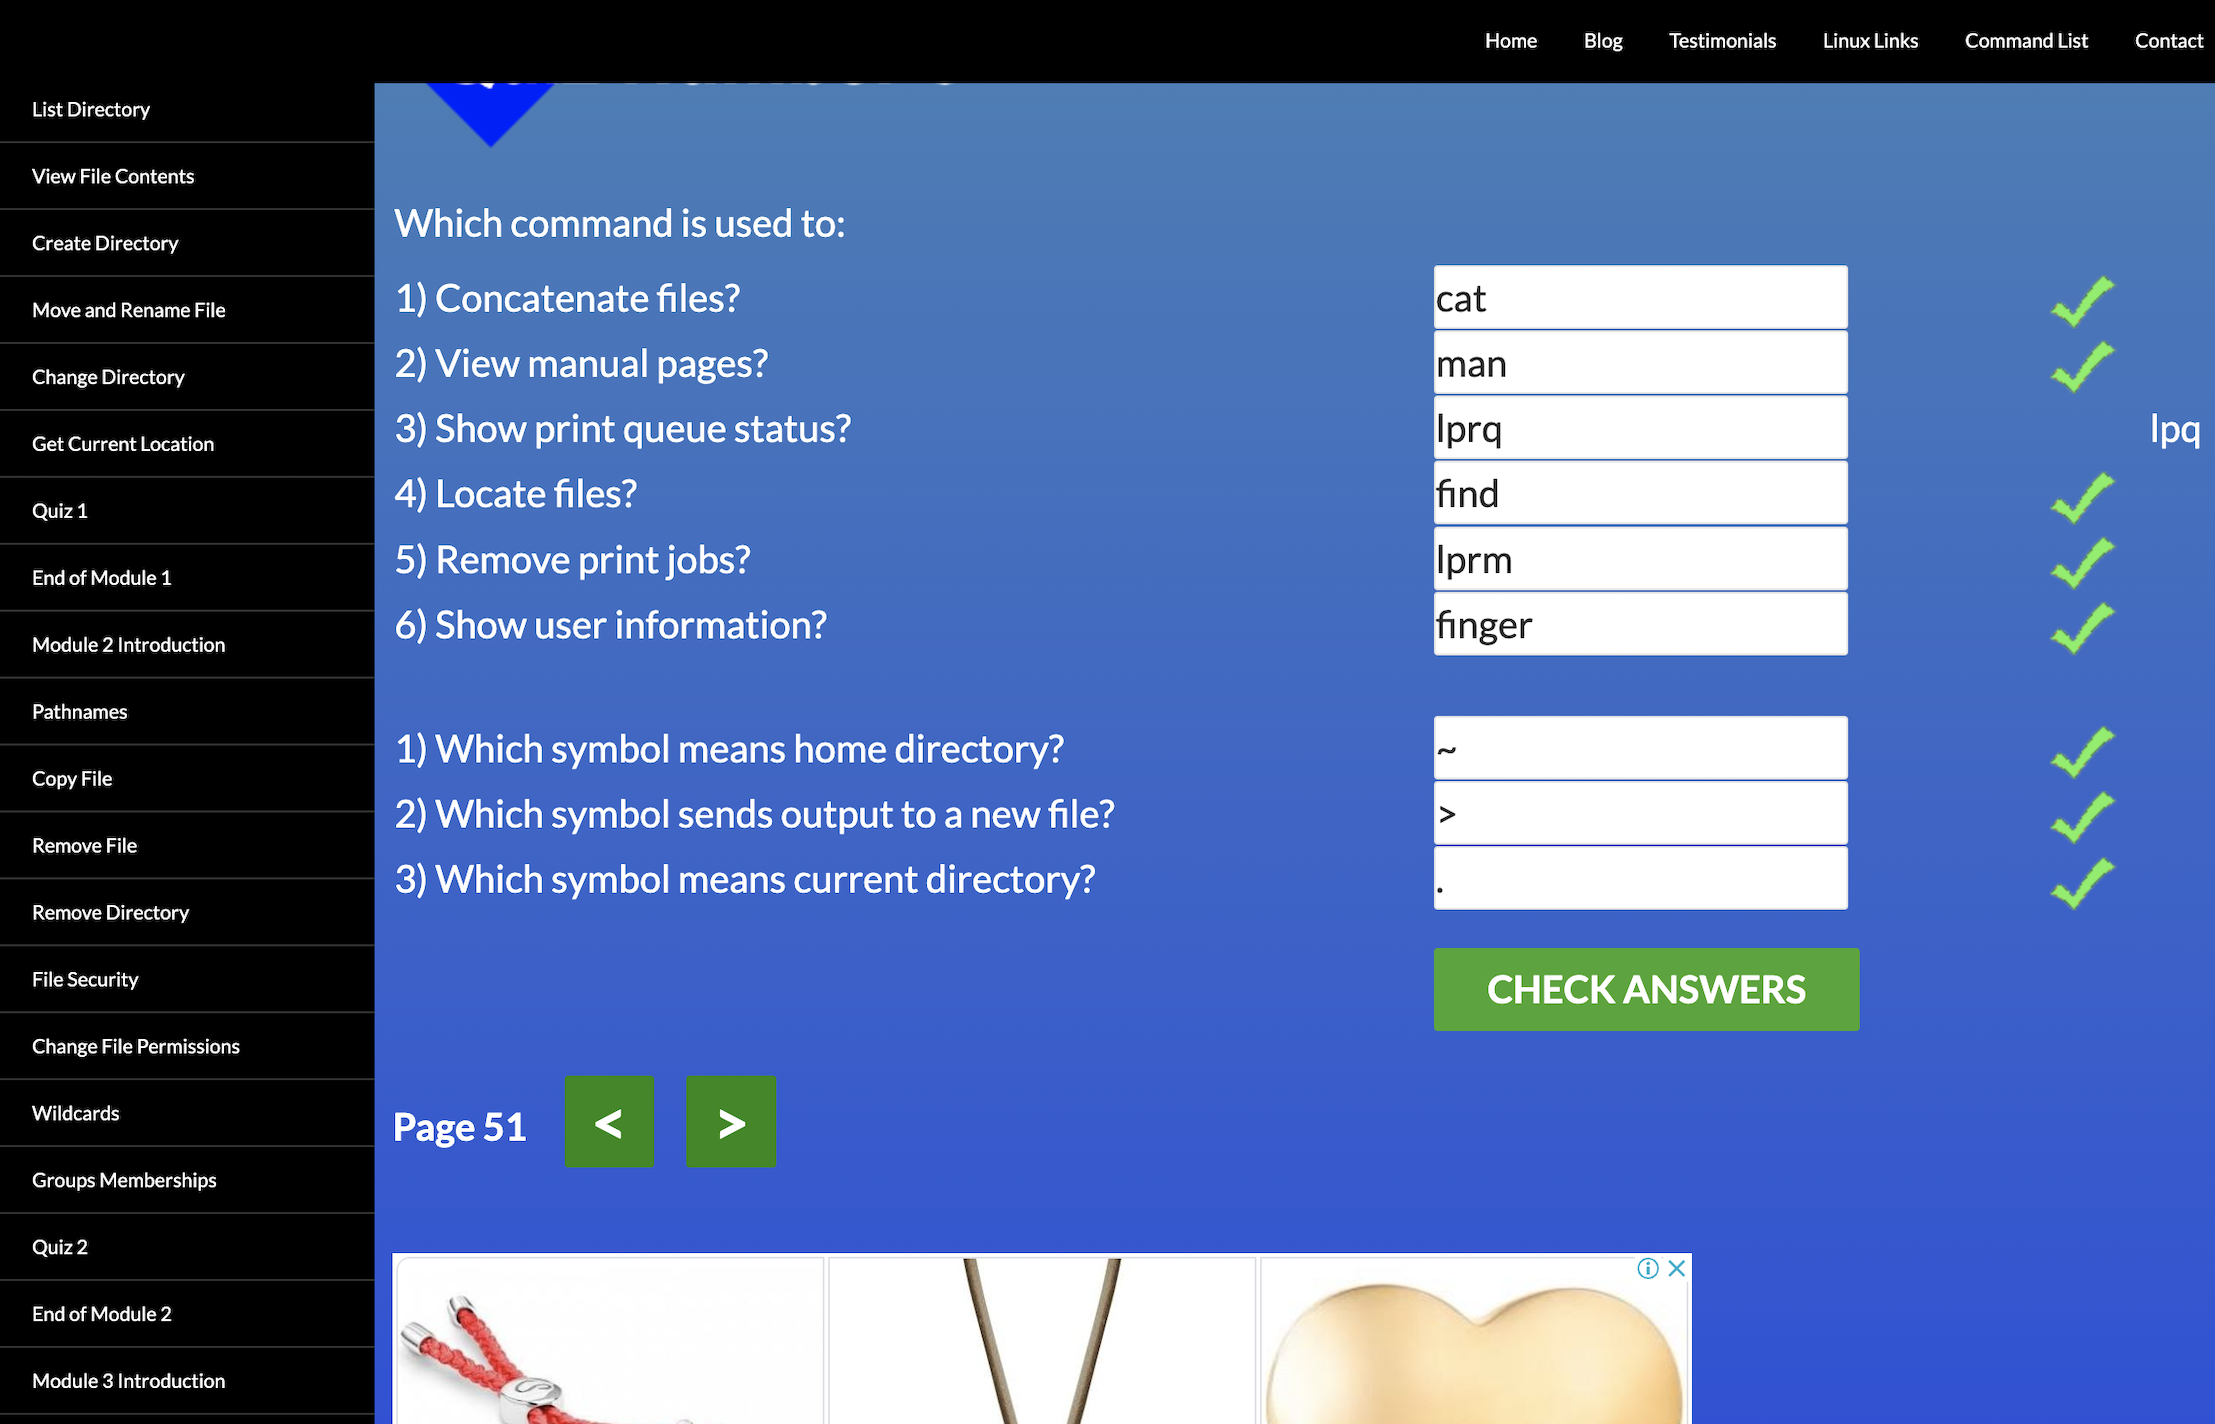 Home Blog Testimonials Linux Links Command List Contact
List Directory
View File Contents
Create Directory
Move and Rename File
Change Directory
Get Current Location
Quiz 1
End of Module 1
Module 2 Introduction
Pathnames
Copy File
Remove File
Remove Directory
File Security
Change File Permissions
Wildcards
Groups Memberships
Quiz 2
End of Module 2
Module 3 Introduction
Which command is used to:
1) Concatenate files? cat
2) View manual pages? man
3) Show print queue status? lprq lpq
4) Locate files? find
5) Remove print jobs? lprm
6) Show user information? finger
1) Which symbol means home directory? ~
2) Which symbol sends output to a new file? >
3) Which symbol means current directory? .
CHECK ANSWERS
Page 51 < >